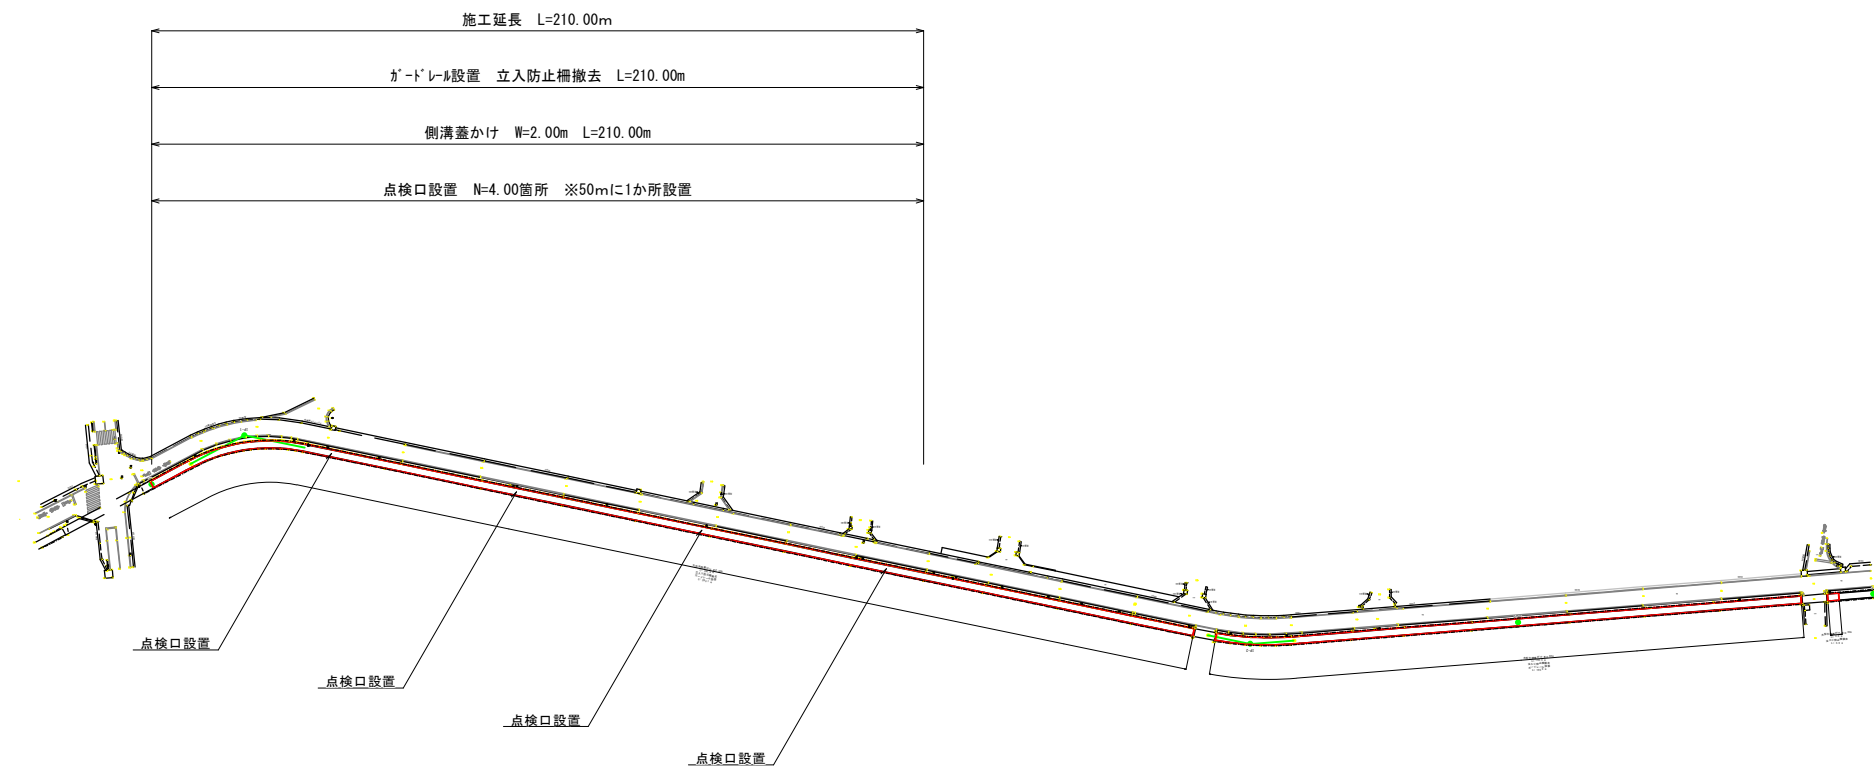 施工延長　L=210.00m
ｶﾞｰﾄﾞﾚｰﾙ設置　立入防止柵撤去　L=210.00m
側溝蓋かけ　W=2.00m　L=210.00m
点検口設置　N=4.00箇所　※50mに1か所設置
点検口設置
点検口設置
点検口設置
点検口設置